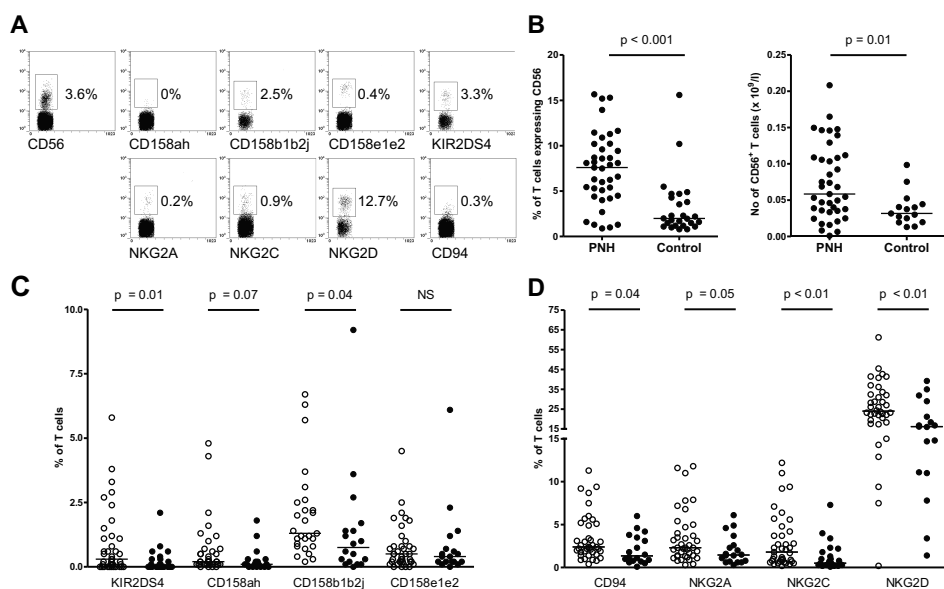 A
3.6%
0%
2.5%
0.4%
3.3%
CD56
CD158ah
CD158b1b2j
CD158e1e2
KIR2DS4
0.2%
0.9%
12.7%
0.3%
NKG2A
NKG2C
NKG2D
CD94
B
p < 0.001
% of T cells expressing CD56
20
15
10
5
0
PNH
Control
p = 0.01
No of CD56⁺ T cells (x 10⁹/l)
0.25
0.20
0.15
0.10
0.05
0.00
PNH
Control
C
p = 0.01
p = 0.07
p = 0.04
NS
% of T cells
10.0
7.5
5.0
2.5
0.0
KIR2DS4
CD158ah
CD158b1b2j
CD158e1e2
D
p = 0.04
p = 0.05
p < 0.01
p < 0.01
% of T cells
75
65
55
45
35
25
15
15
10
5
0
CD94
NKG2A
NKG2C
NKG2D